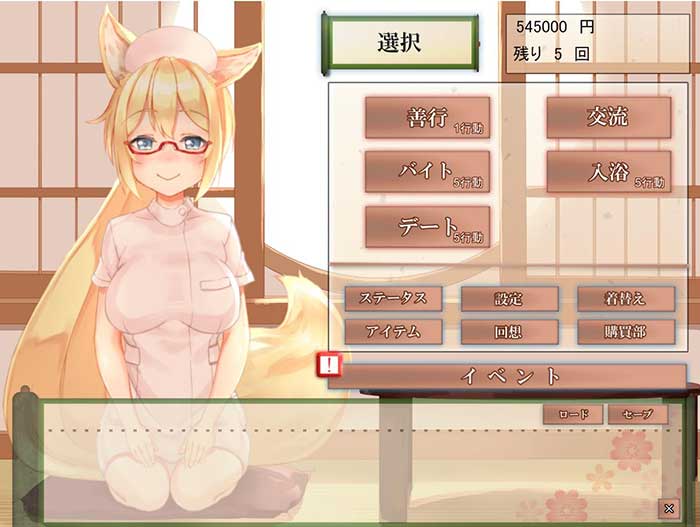 選択
545000 円
残り 5 回
善行 1行動
交流
バイト 5行動
入浴 5行動
デート 5行動
ステータス
設定
着替え
アイテム
回想
購買部
!
イベント
ロード
セーブ
×